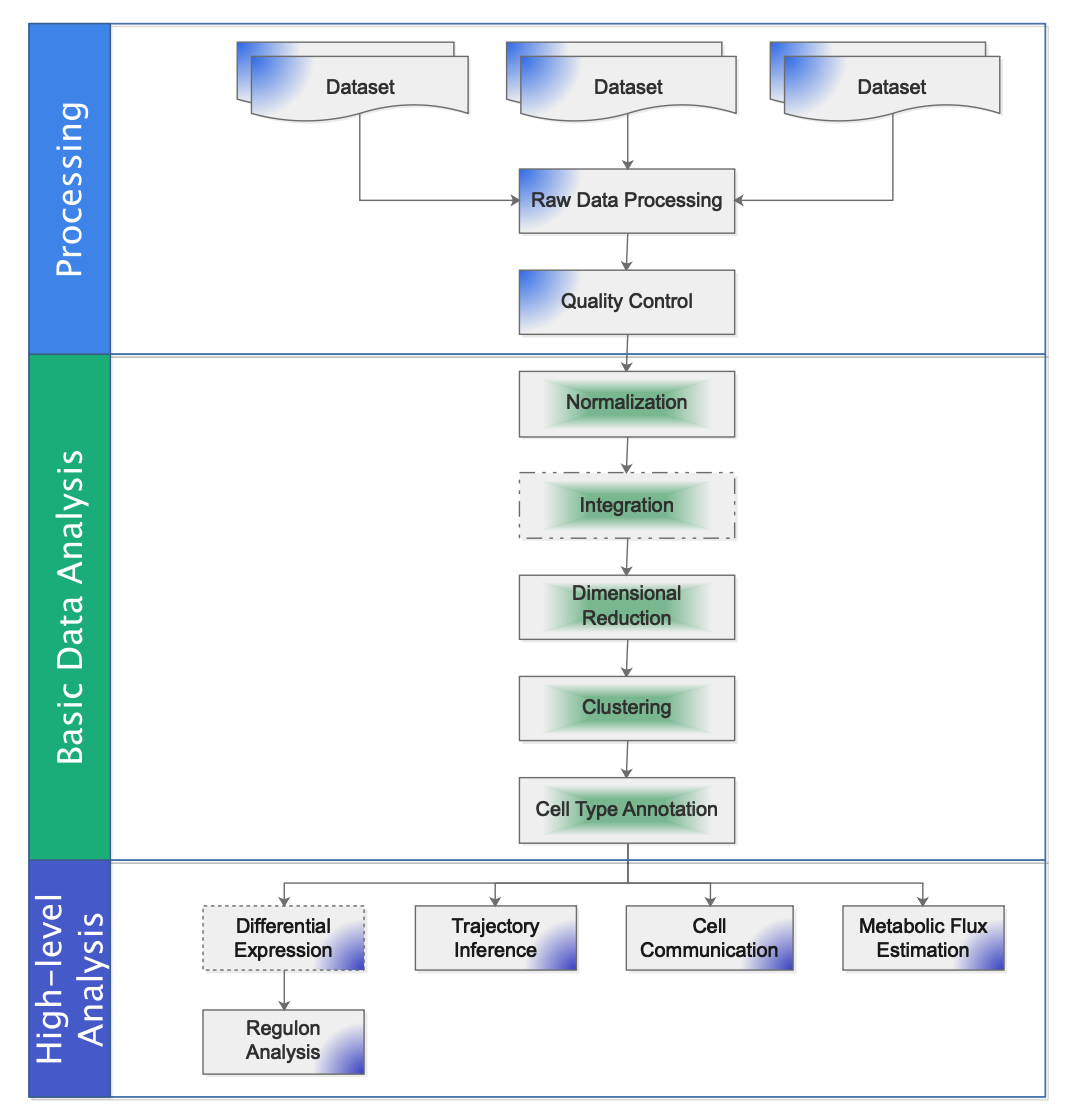 Processing
Dataset
Dataset
Dataset
Raw Data Processing
Quality Control
Basic Data Analysis
Normalization
Integration
Dimensional
Reduction
Clustering
Cell Type Annotation
High-level
Analysis
Differential
Expression
Trajectory
Inference
Cell
Communication
Metabolic Flux
Estimation
Regulon
Analysis